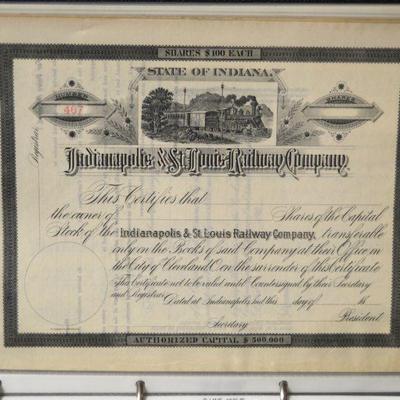 SHARES $100 EACH
STATE OF INDIANA.
NUMBER
467
SHARES
Indianapolis & St. Louis Railway Company
This Certifies that
the owner of Shares of the Capital
Stock of the Indianapolis & St. Louis Railway Company, transferable
only on the Books of said Company at their Office in
the City of Cleveland, O. on the surrender of this Certificate
This Certificate not to be valid until Countersigned by their Secretary
and Registrar
Dated at Indianapolis Ind. this day of 18
President
Secretary
AUTHORIZED CAPITAL $500,000
Registrar